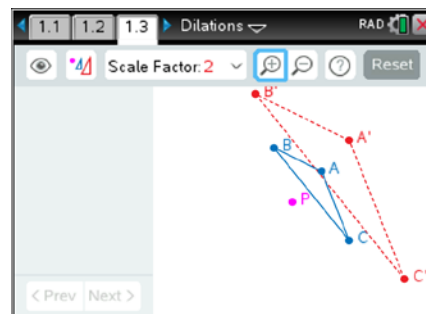 1.1 1.2 1.3 Dilations RAD
Scale Factor: 2 Reset
B'
A'
B
A
P
C
C'
< Prev Next >